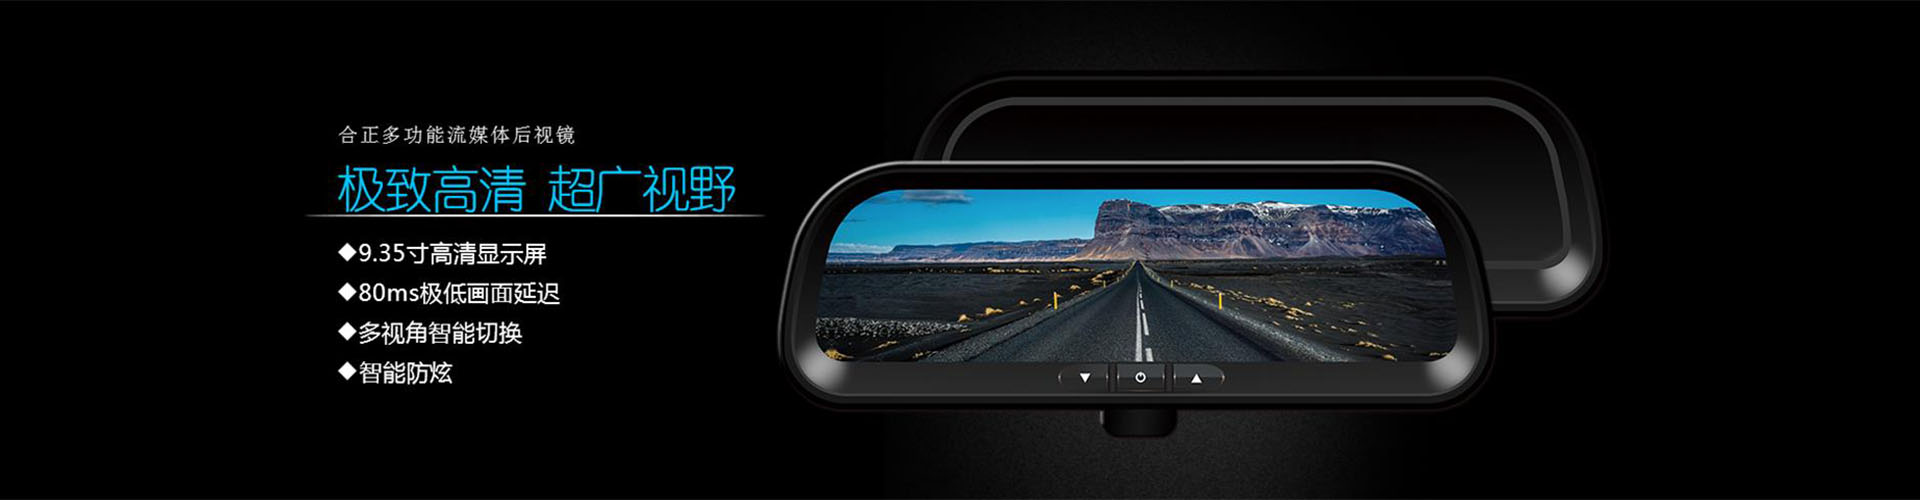 合正多功能流媒体后视镜
极致高清 超广视野
◆9.35寸高清显示屏
◆80ms极低画面延迟
◆多视角智能切换
◆智能防炫